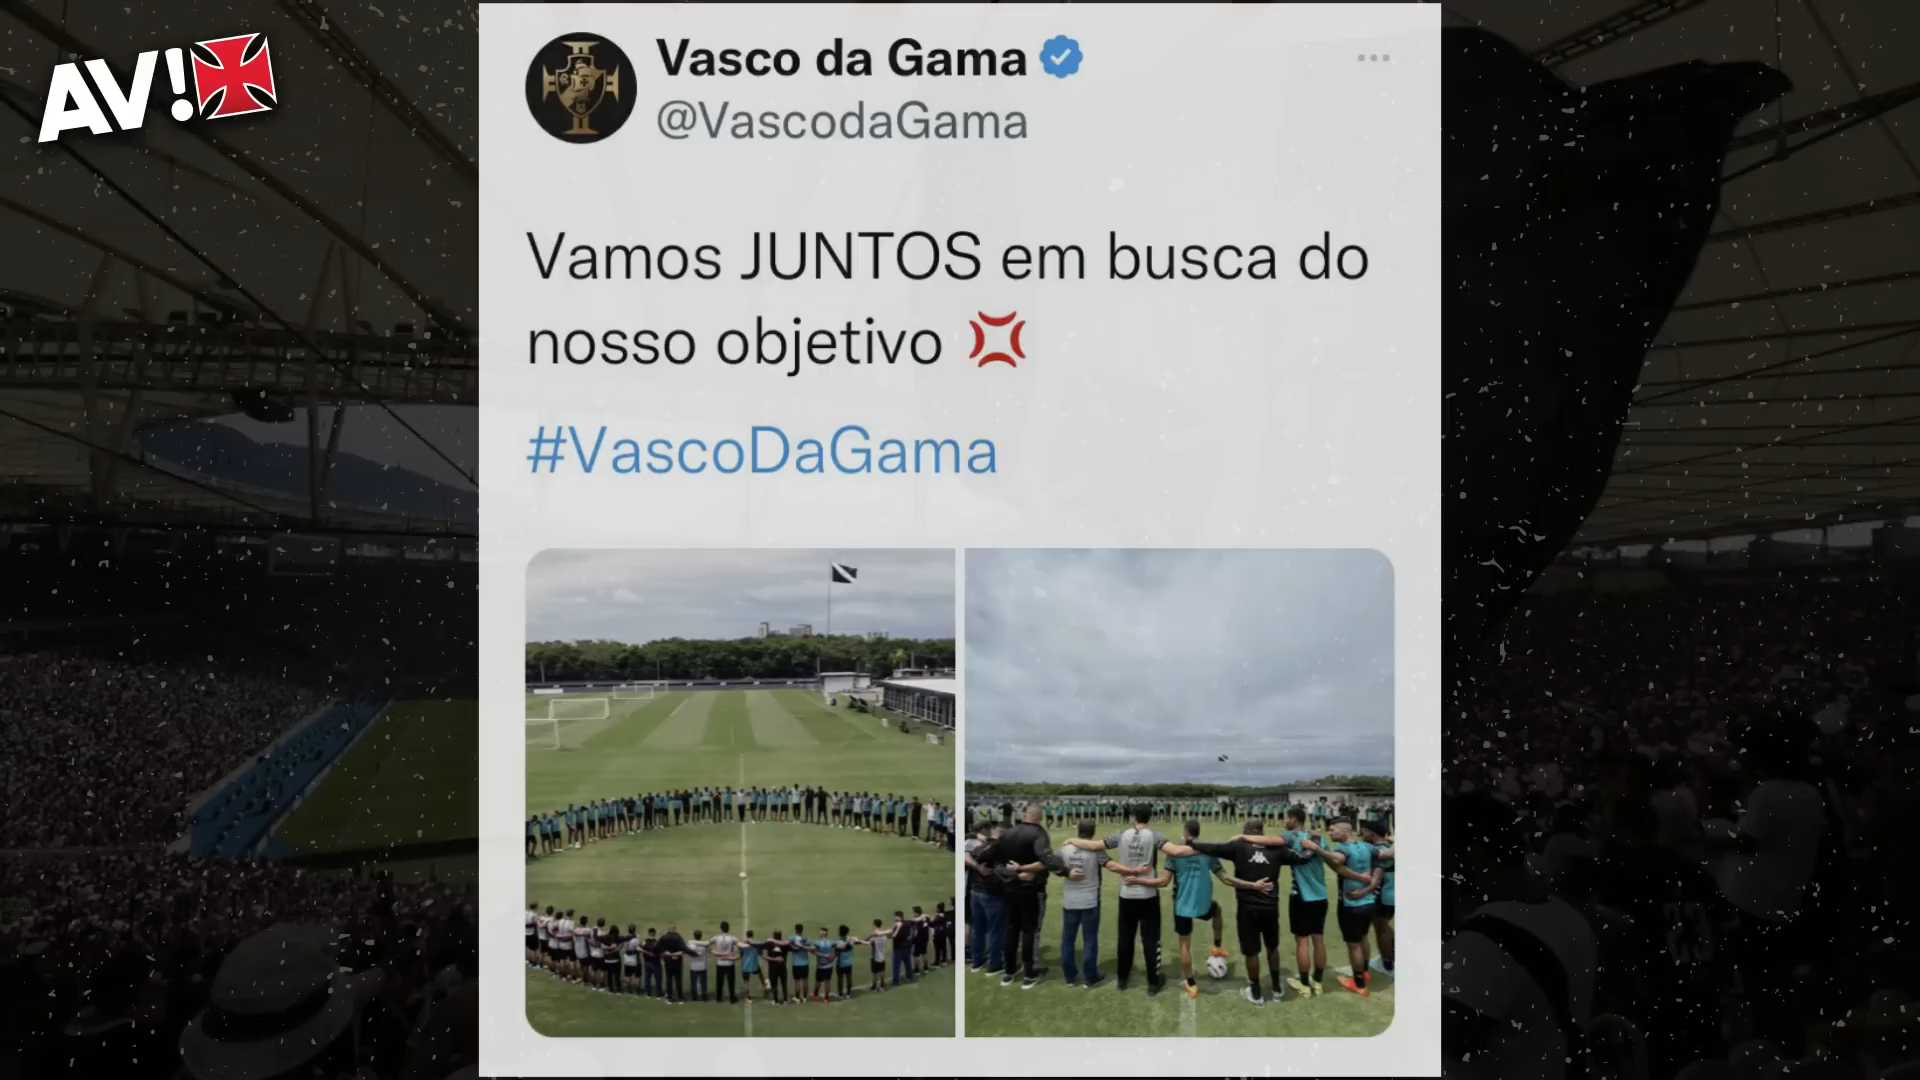 AV!
Vasco da Gama
@VascodaGama
Vamos JUNTOS em busca do
nosso objetivo 💢
#VascoDaGama